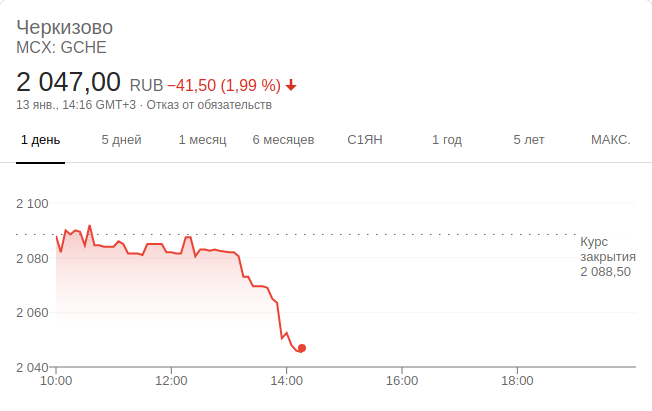 Черкизово
MCX: GCHE
2 047,00 RUB −41,50 (1,99 %)
13 янв., 14:16 GMT+3 · Отказ от обязательств
1 день 5 дней 1 месяц 6 месяцев С1ЯН 1 год 5 лет МАКС.
2 100
Курс
закрытия
2 080
2 088,50
2 060
2 040
10:00 12:00 14:00 16:00 18:00